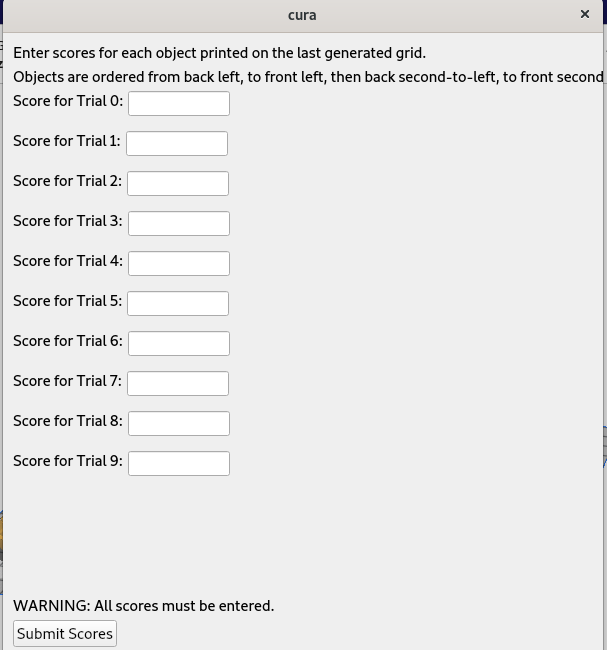 cura
Enter scores for each object printed on the last generated grid.
Objects are ordered from back left, to front left, then back second-to-left, to front second
Score for Trial 0:
Score for Trial 1:
Score for Trial 2:
Score for Trial 3:
Score for Trial 4:
Score for Trial 5:
Score for Trial 6:
Score for Trial 7:
Score for Trial 8:
Score for Trial 9:
WARNING: All scores must be entered.
Submit Scores